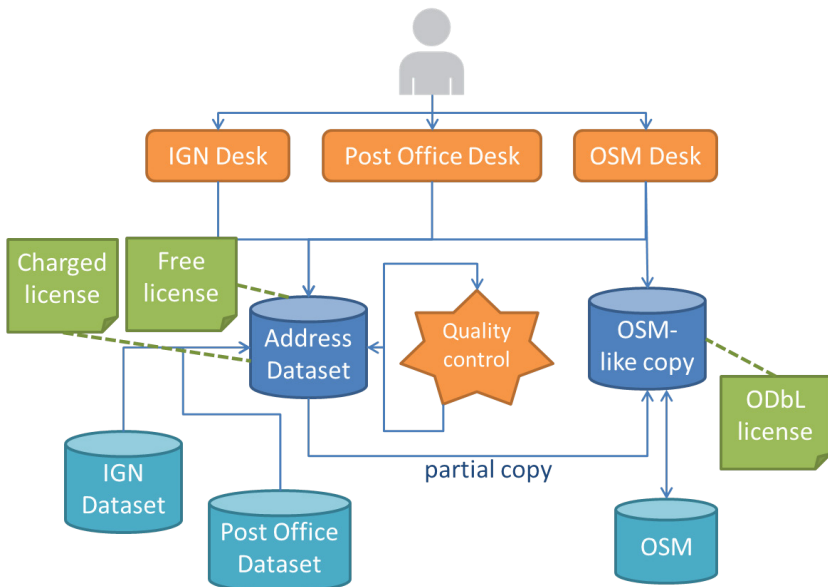 IGN Desk
Post Office Desk
OSM Desk
Charged
license
Free
license
Address
Dataset
Quality
control
OSM-
like copy
ODbL
license
partial copy
IGN
Dataset
Post Office
Dataset
OSM